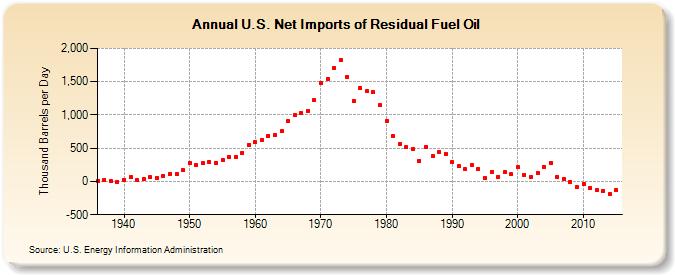 Annual U.S. Net Imports of Residual Fuel Oil
Thousand Barrels per Day
2,000
1,500
1,000
500
0
-500
1940 1950 1960 1970 1980 1990 2000 2010
Source: U.S. Energy Information Administration